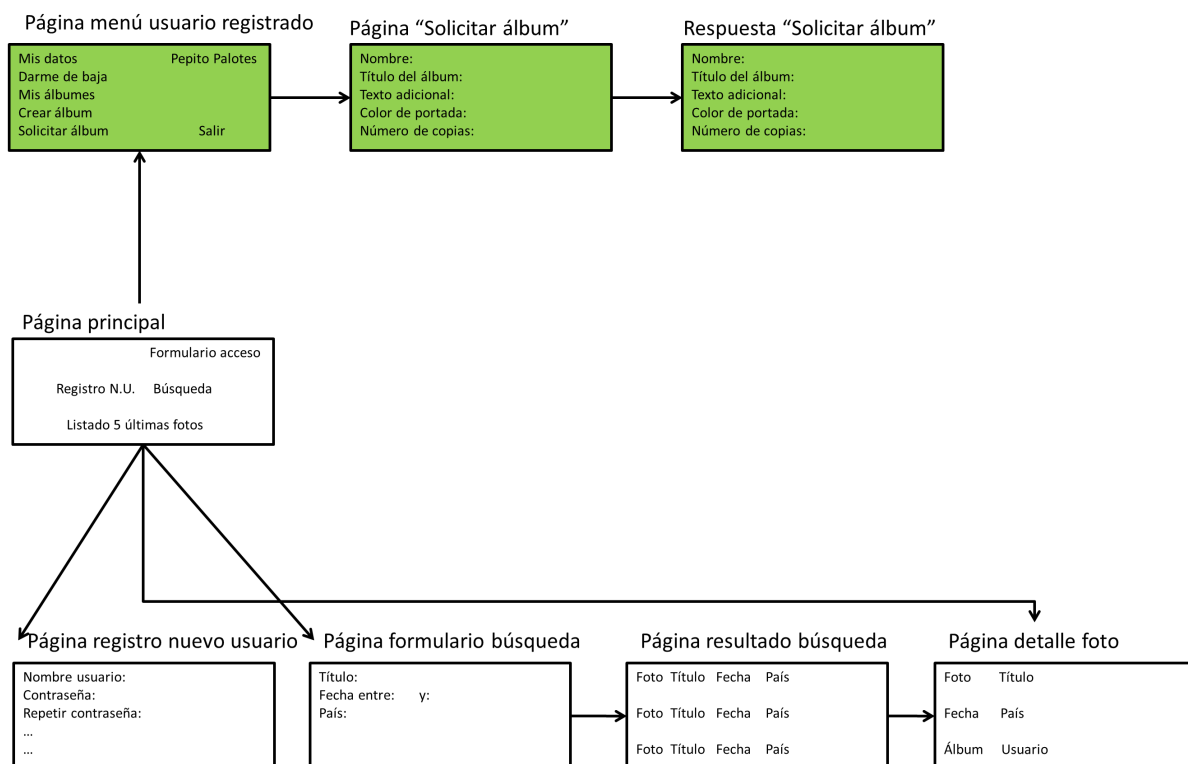 Página menú usuario registrado
Mis datos Pepito Palotes
Darme de baja
Mis álbumes
Crear álbum
Solicitar álbum Salir
Página “Solicitar álbum”
Nombre:
Título del álbum:
Texto adicional:
Color de portada:
Número de copias:
Respuesta “Solicitar álbum”
Nombre:
Título del álbum:
Texto adicional:
Color de portada:
Número de copias:
Página principal
Formulario acceso
Registro N.U. Búsqueda
Listado 5 últimas fotos
Página registro nuevo usuario
Nombre usuario:
Contraseña:
Repetir contraseña:
...
...
Página formulario búsqueda
Título:
Fecha entre: y:
País:
Página resultado búsqueda
Foto Título Fecha País
Foto Título Fecha País
Foto Título Fecha País
Página detalle foto
Foto Título
Fecha País
Álbum Usuario